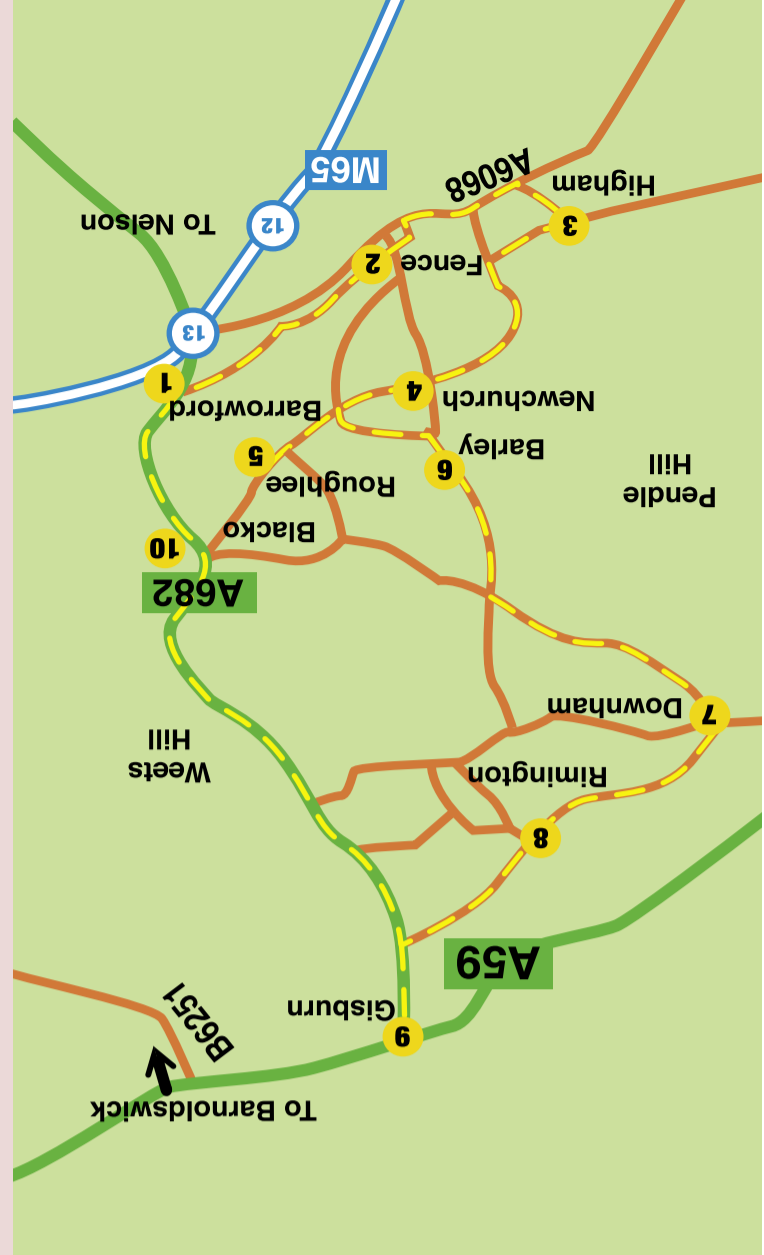 To Barnoldswick
B6251
9
Gisburn
A59
8
Rimington
Weets
Hill
7
Downham
A682
10
Blacko
Pendle
Hill
Roughlee
6
5
Barley
Barrowford
Newchurch
4
1
13
Fence
2
3
12
To Nelson
Higham
A6068
M65